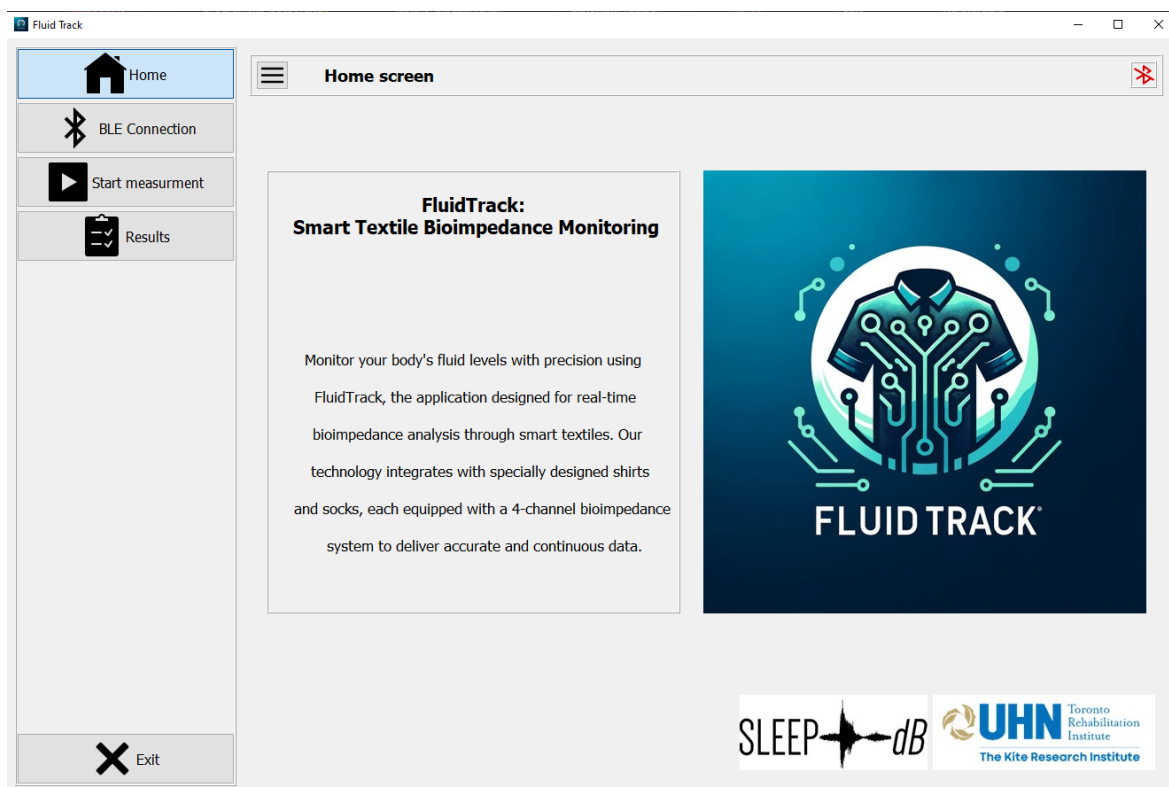 Fluid Track
Home
BLE Connection
Start measurment
Results
Exit
Home screen
FluidTrack:
Smart Textile Bioimpedance Monitoring
Monitor your body's fluid levels with precision using
FluidTrack, the application designed for real-time
bioimpedance analysis through smart textiles. Our
technology integrates with specially designed shirts
and socks, each equipped with a 4-channel bioimpedance
system to deliver accurate and continuous data.
FLUID TRACK
SLEEP dB
UHN
Toronto
Rehabilitation
Institute
The Kite Research Institute